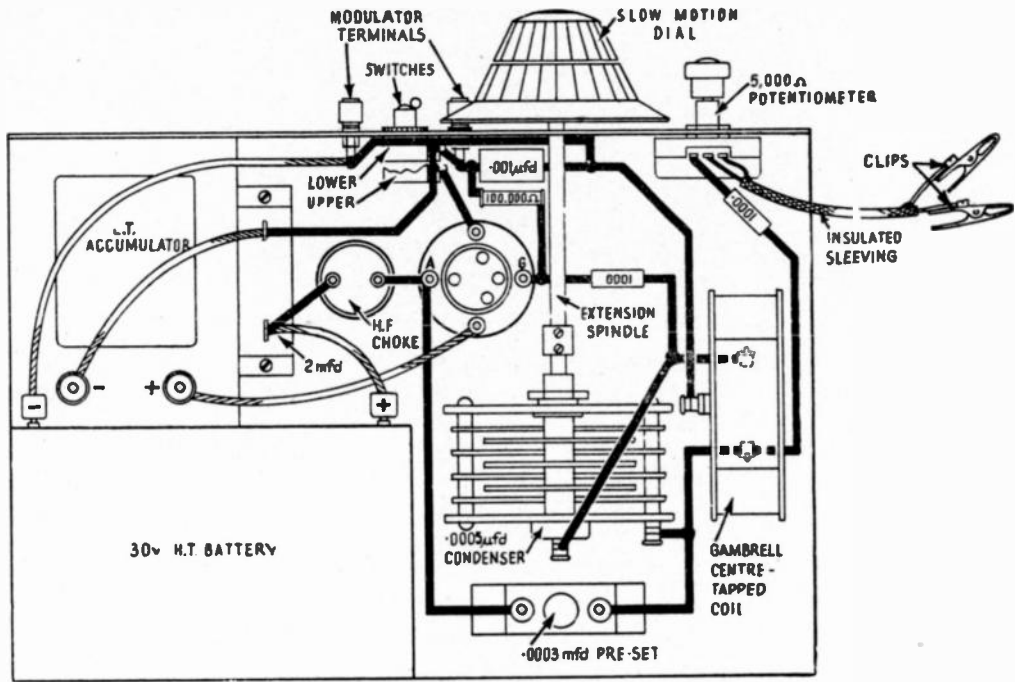 MODULATOR
TERMINALS
SWITCHES
SLOW MOTION
DIAL
5,000Ω
POTENTIOMETER
CLIPS
INSULATED
SLEEVING
LOWER
UPPER
·001μfd
100,000Ω
·0001
L.T.
ACCUMULATOR
A
G
·0001
H.F
CHOKE
EXTENSION
SPINDLE
2 mfd
-
+
-
+
30v H.T. BATTERY
·0005μfd
CONDENSER
GAMBRELL
CENTRE-
TAPPED
COIL
·0003 mfd PRE-SET